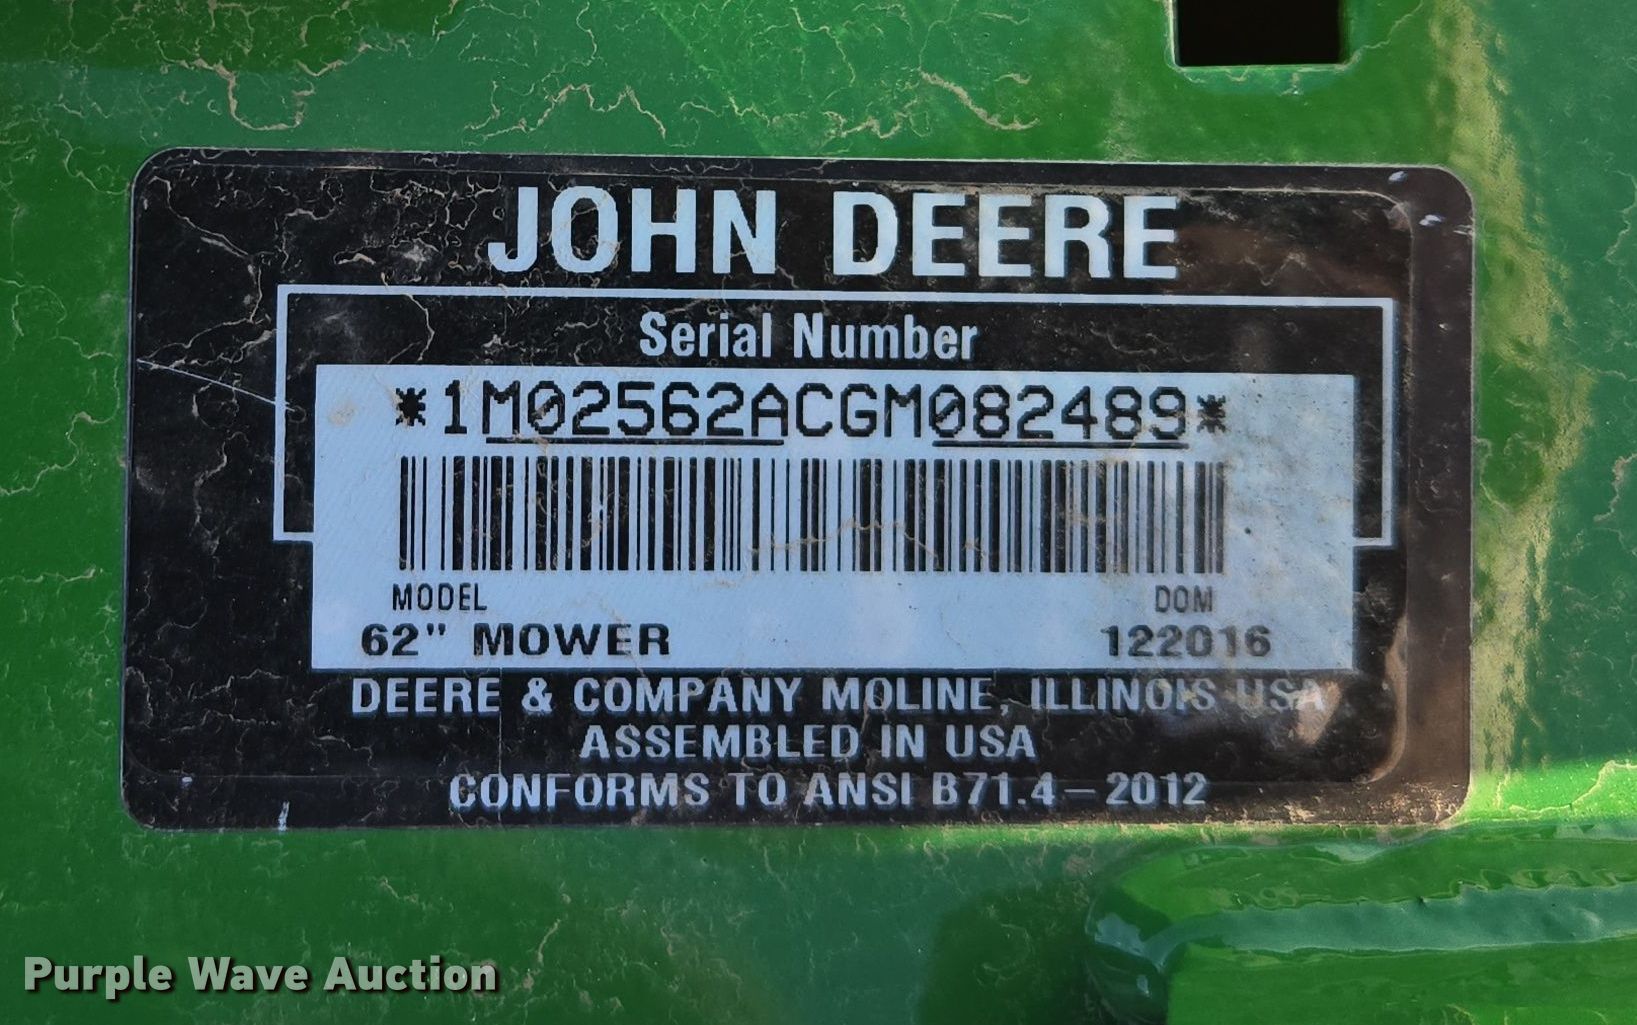 JOHN DEERE
Serial Number
*1M02562ACGM082489*
MODEL DOM
62" MOWER 122016
DEERE & COMPANY MOLINE, ILLINOIS USA
ASSEMBLED IN USA
CONFORMS TO ANSI B71.4-2012
Purple Wave Auction